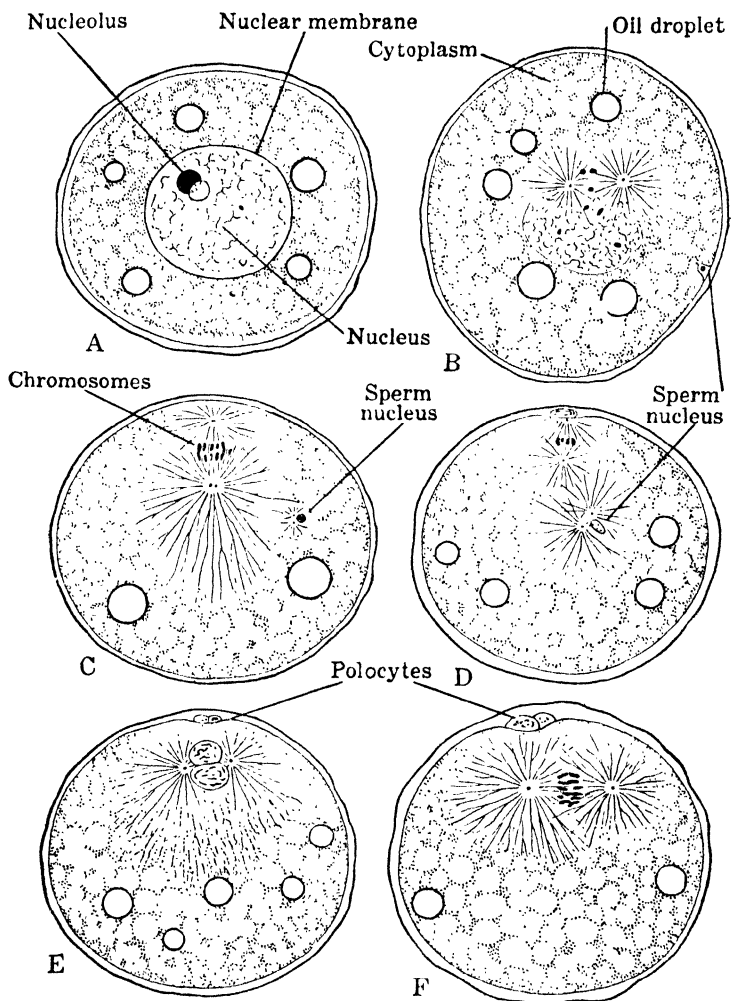 Nucleolus
Nuclear membrane
Oil droplet
Cytoplasm
Nucleus
A
B
Chromosomes
Sperm
nucleus
Sperm
nucleus
C
D
Polocytes
E
F